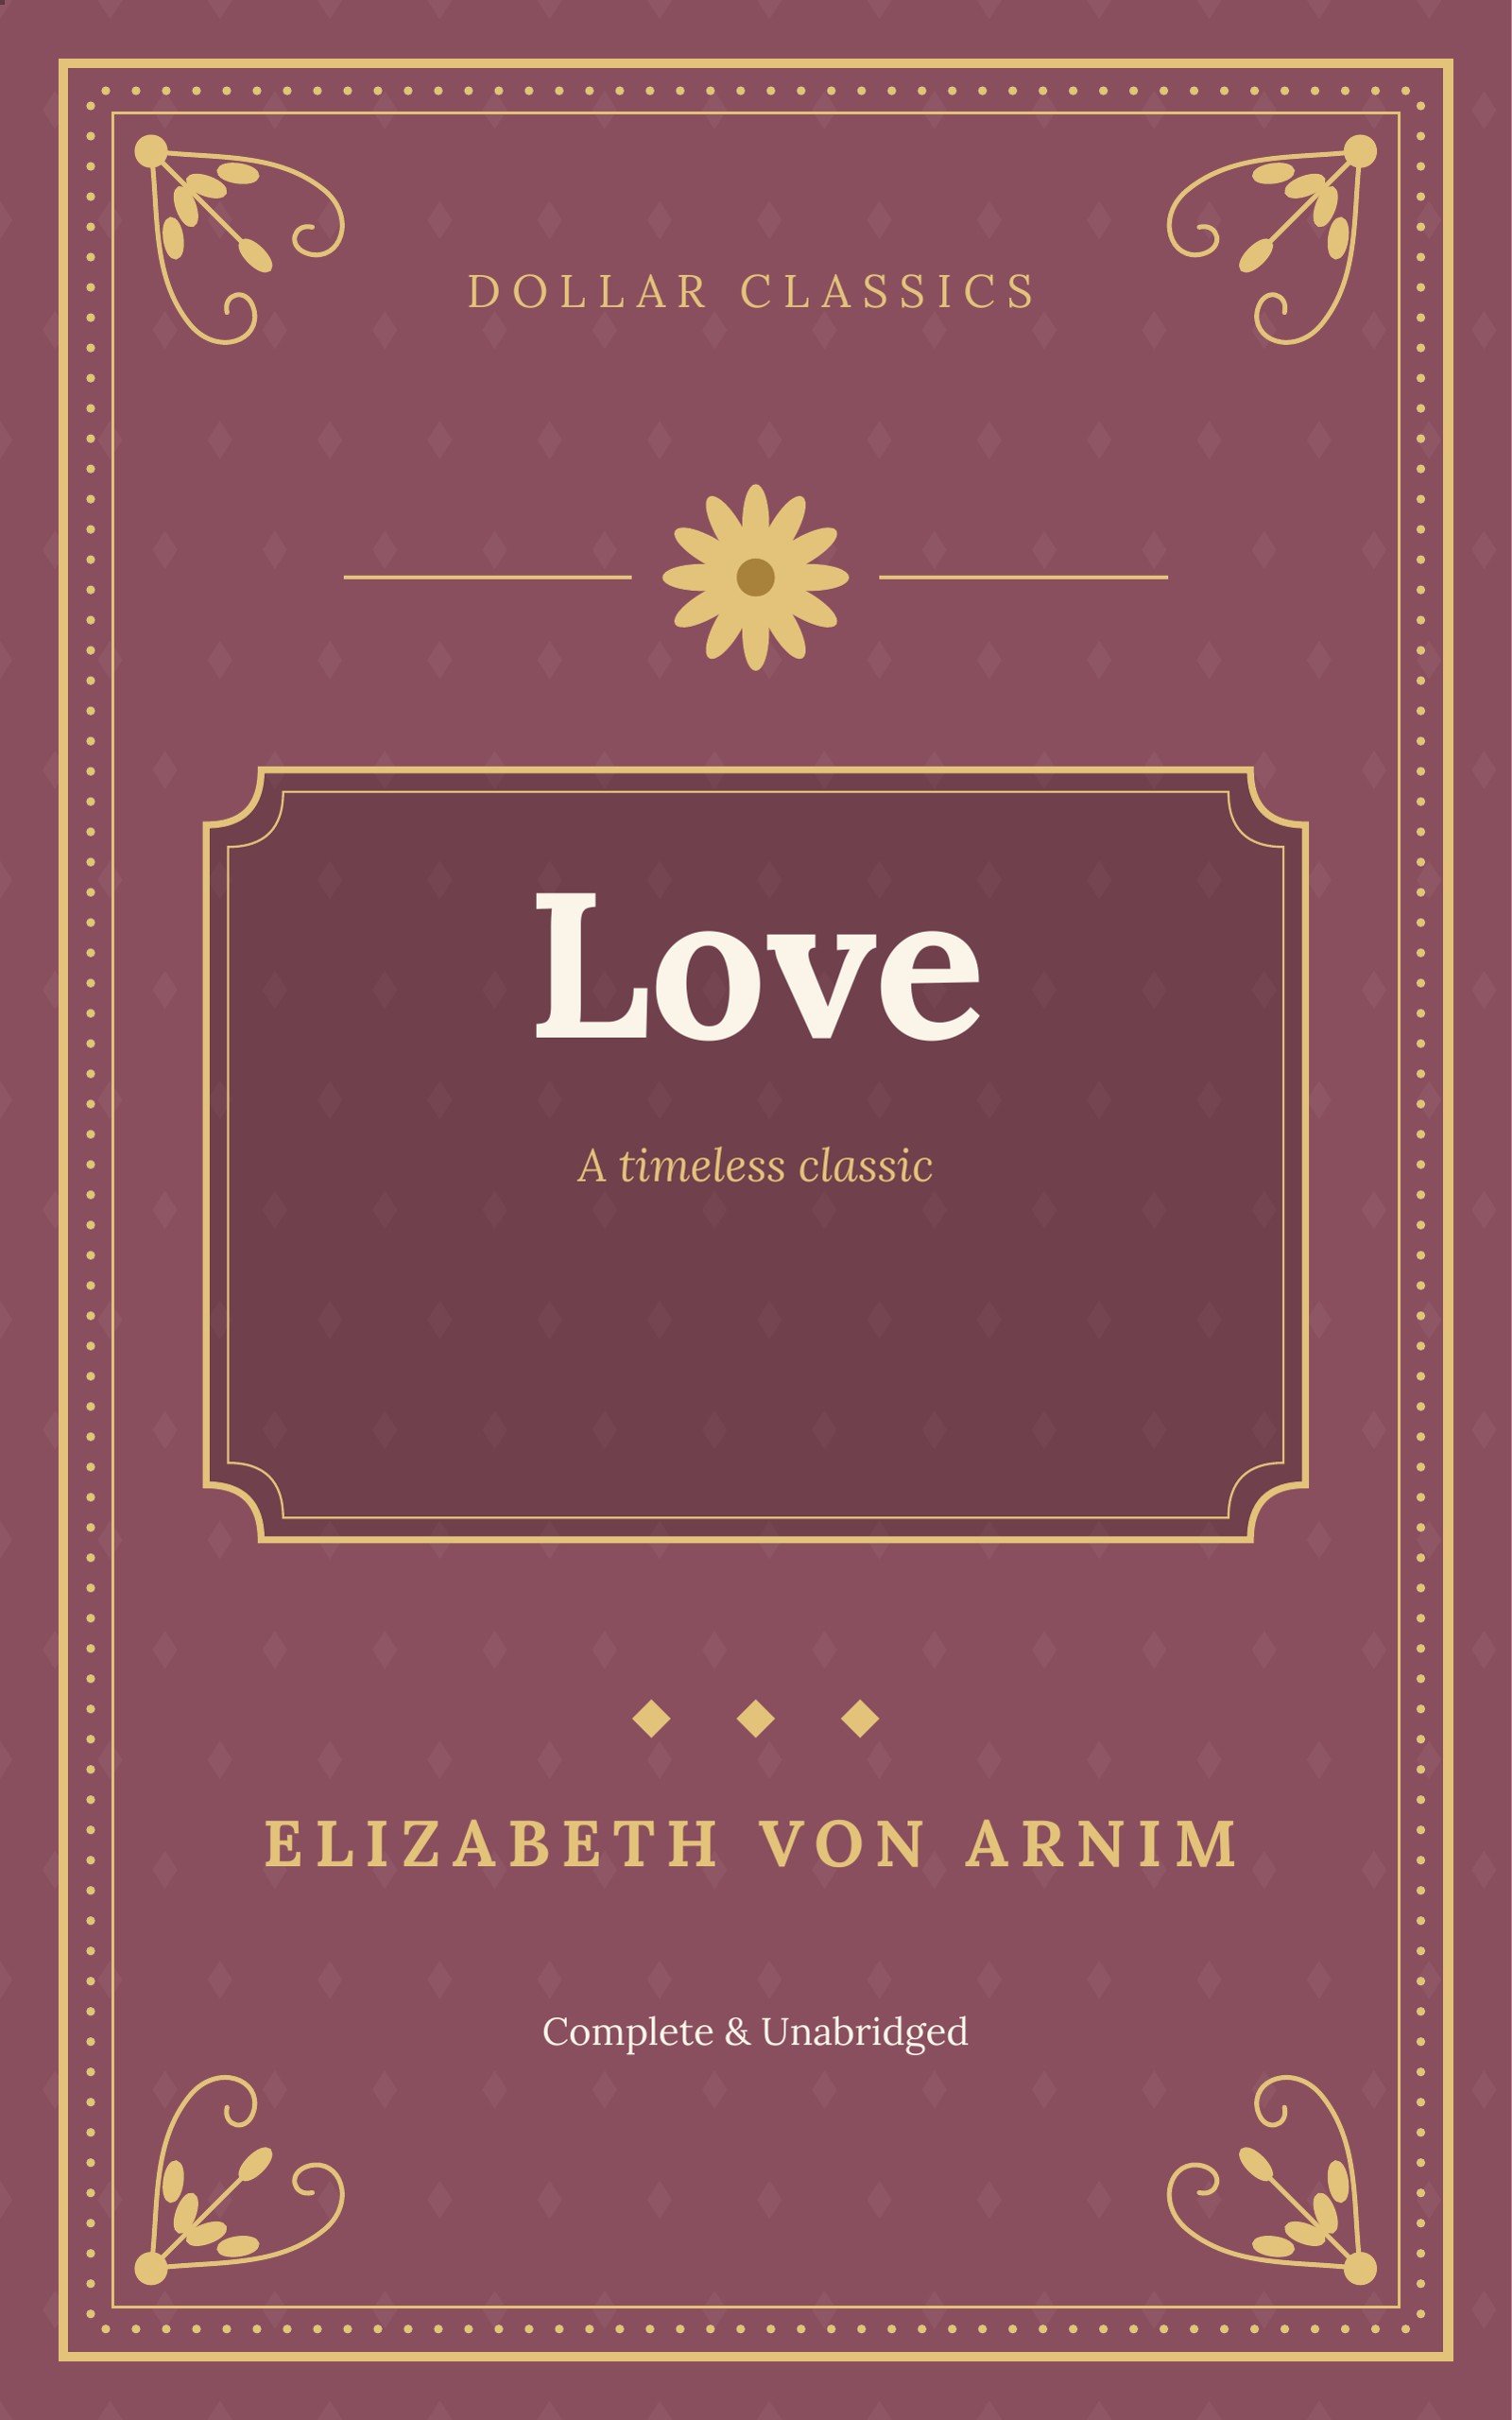 DOLLAR CLASSICS
Love
A timeless classic
ELIZABETH VON ARNIM
Complete & Unabridged